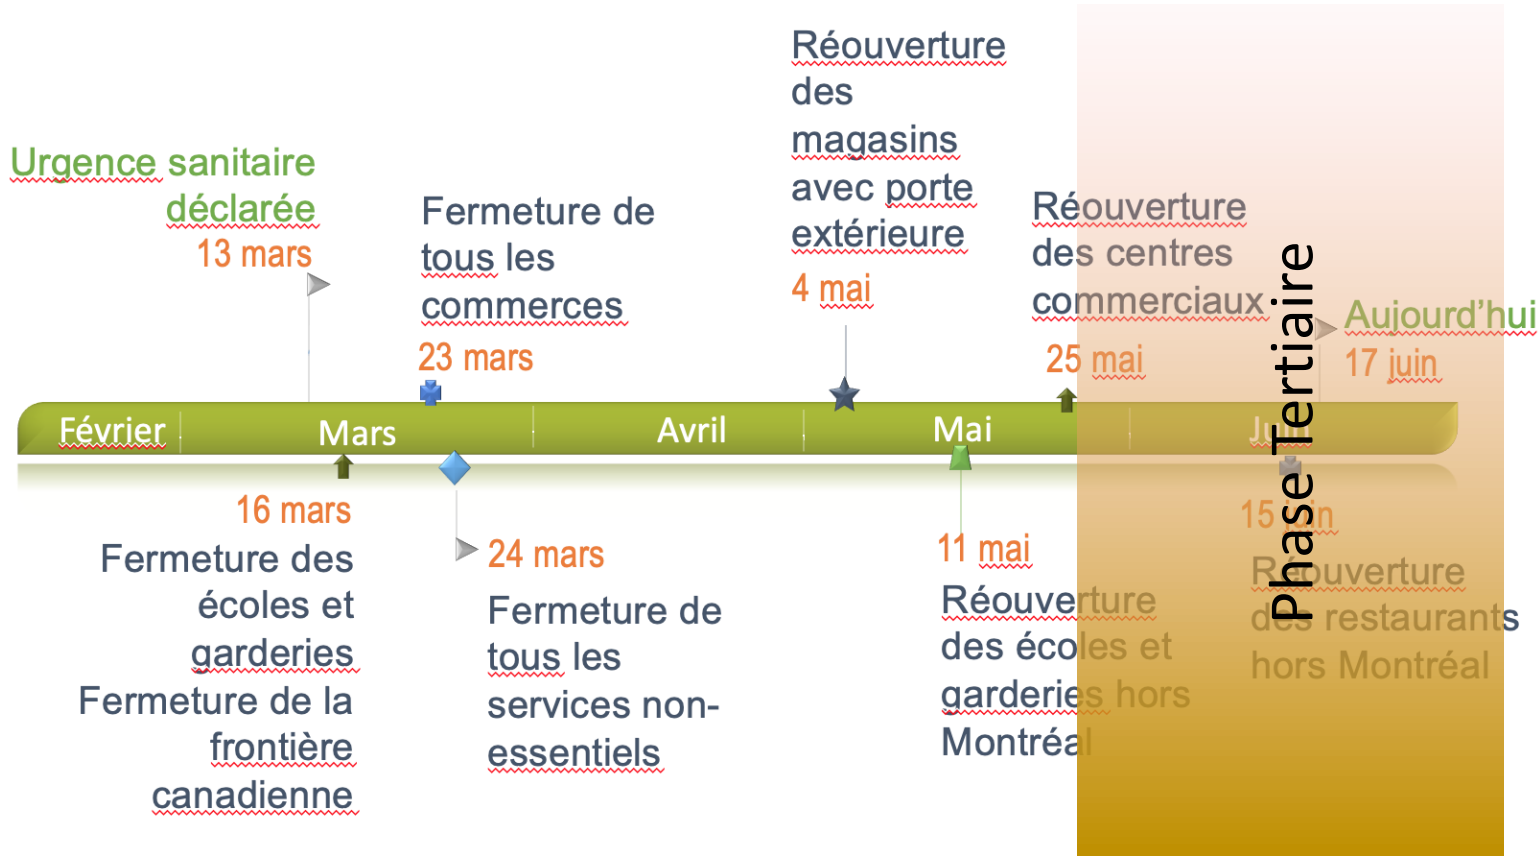 Urgence sanitaire
déclarée
13 mars
Fermeture de
tous les
commerces
23 mars
Réouverture
des
magasins
avec porte
extérieure
4 mai
Réouverture
des centres
commerciaux
25 mai
Aujourd'hui
17 juin
Février
Mars
Avril
Mai
Juin
16 mars
Fermeture des
écoles et
garderies
Fermeture de la
frontière
canadienne
24 mars
Fermeture de
tous les
services non-
essentiels
11 mai
Réouverture
des écoles et
garderies hors
Montréal
15 juin
Réouverture
des restaurants
hors Montréal
Phase Tertiaire